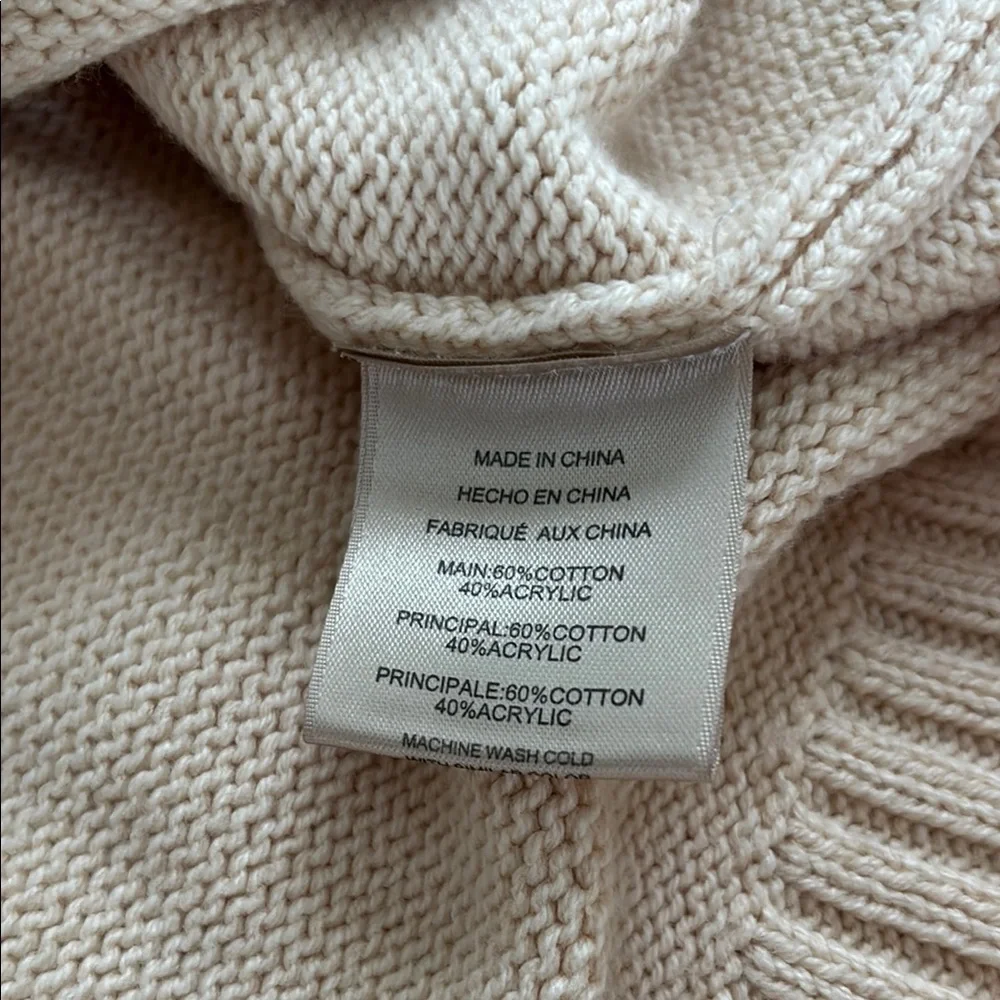 MADE IN CHINA
HECHO EN CHINA
FABRIQUÉ AUX CHINA
MAIN:60%COTTON
40%ACRYLIC
PRINCIPAL:60%COTTON
40%ACRYLIC
PRINCIPALE:60%COTTON
40%ACRYLIC
MACHINE WASH COLD